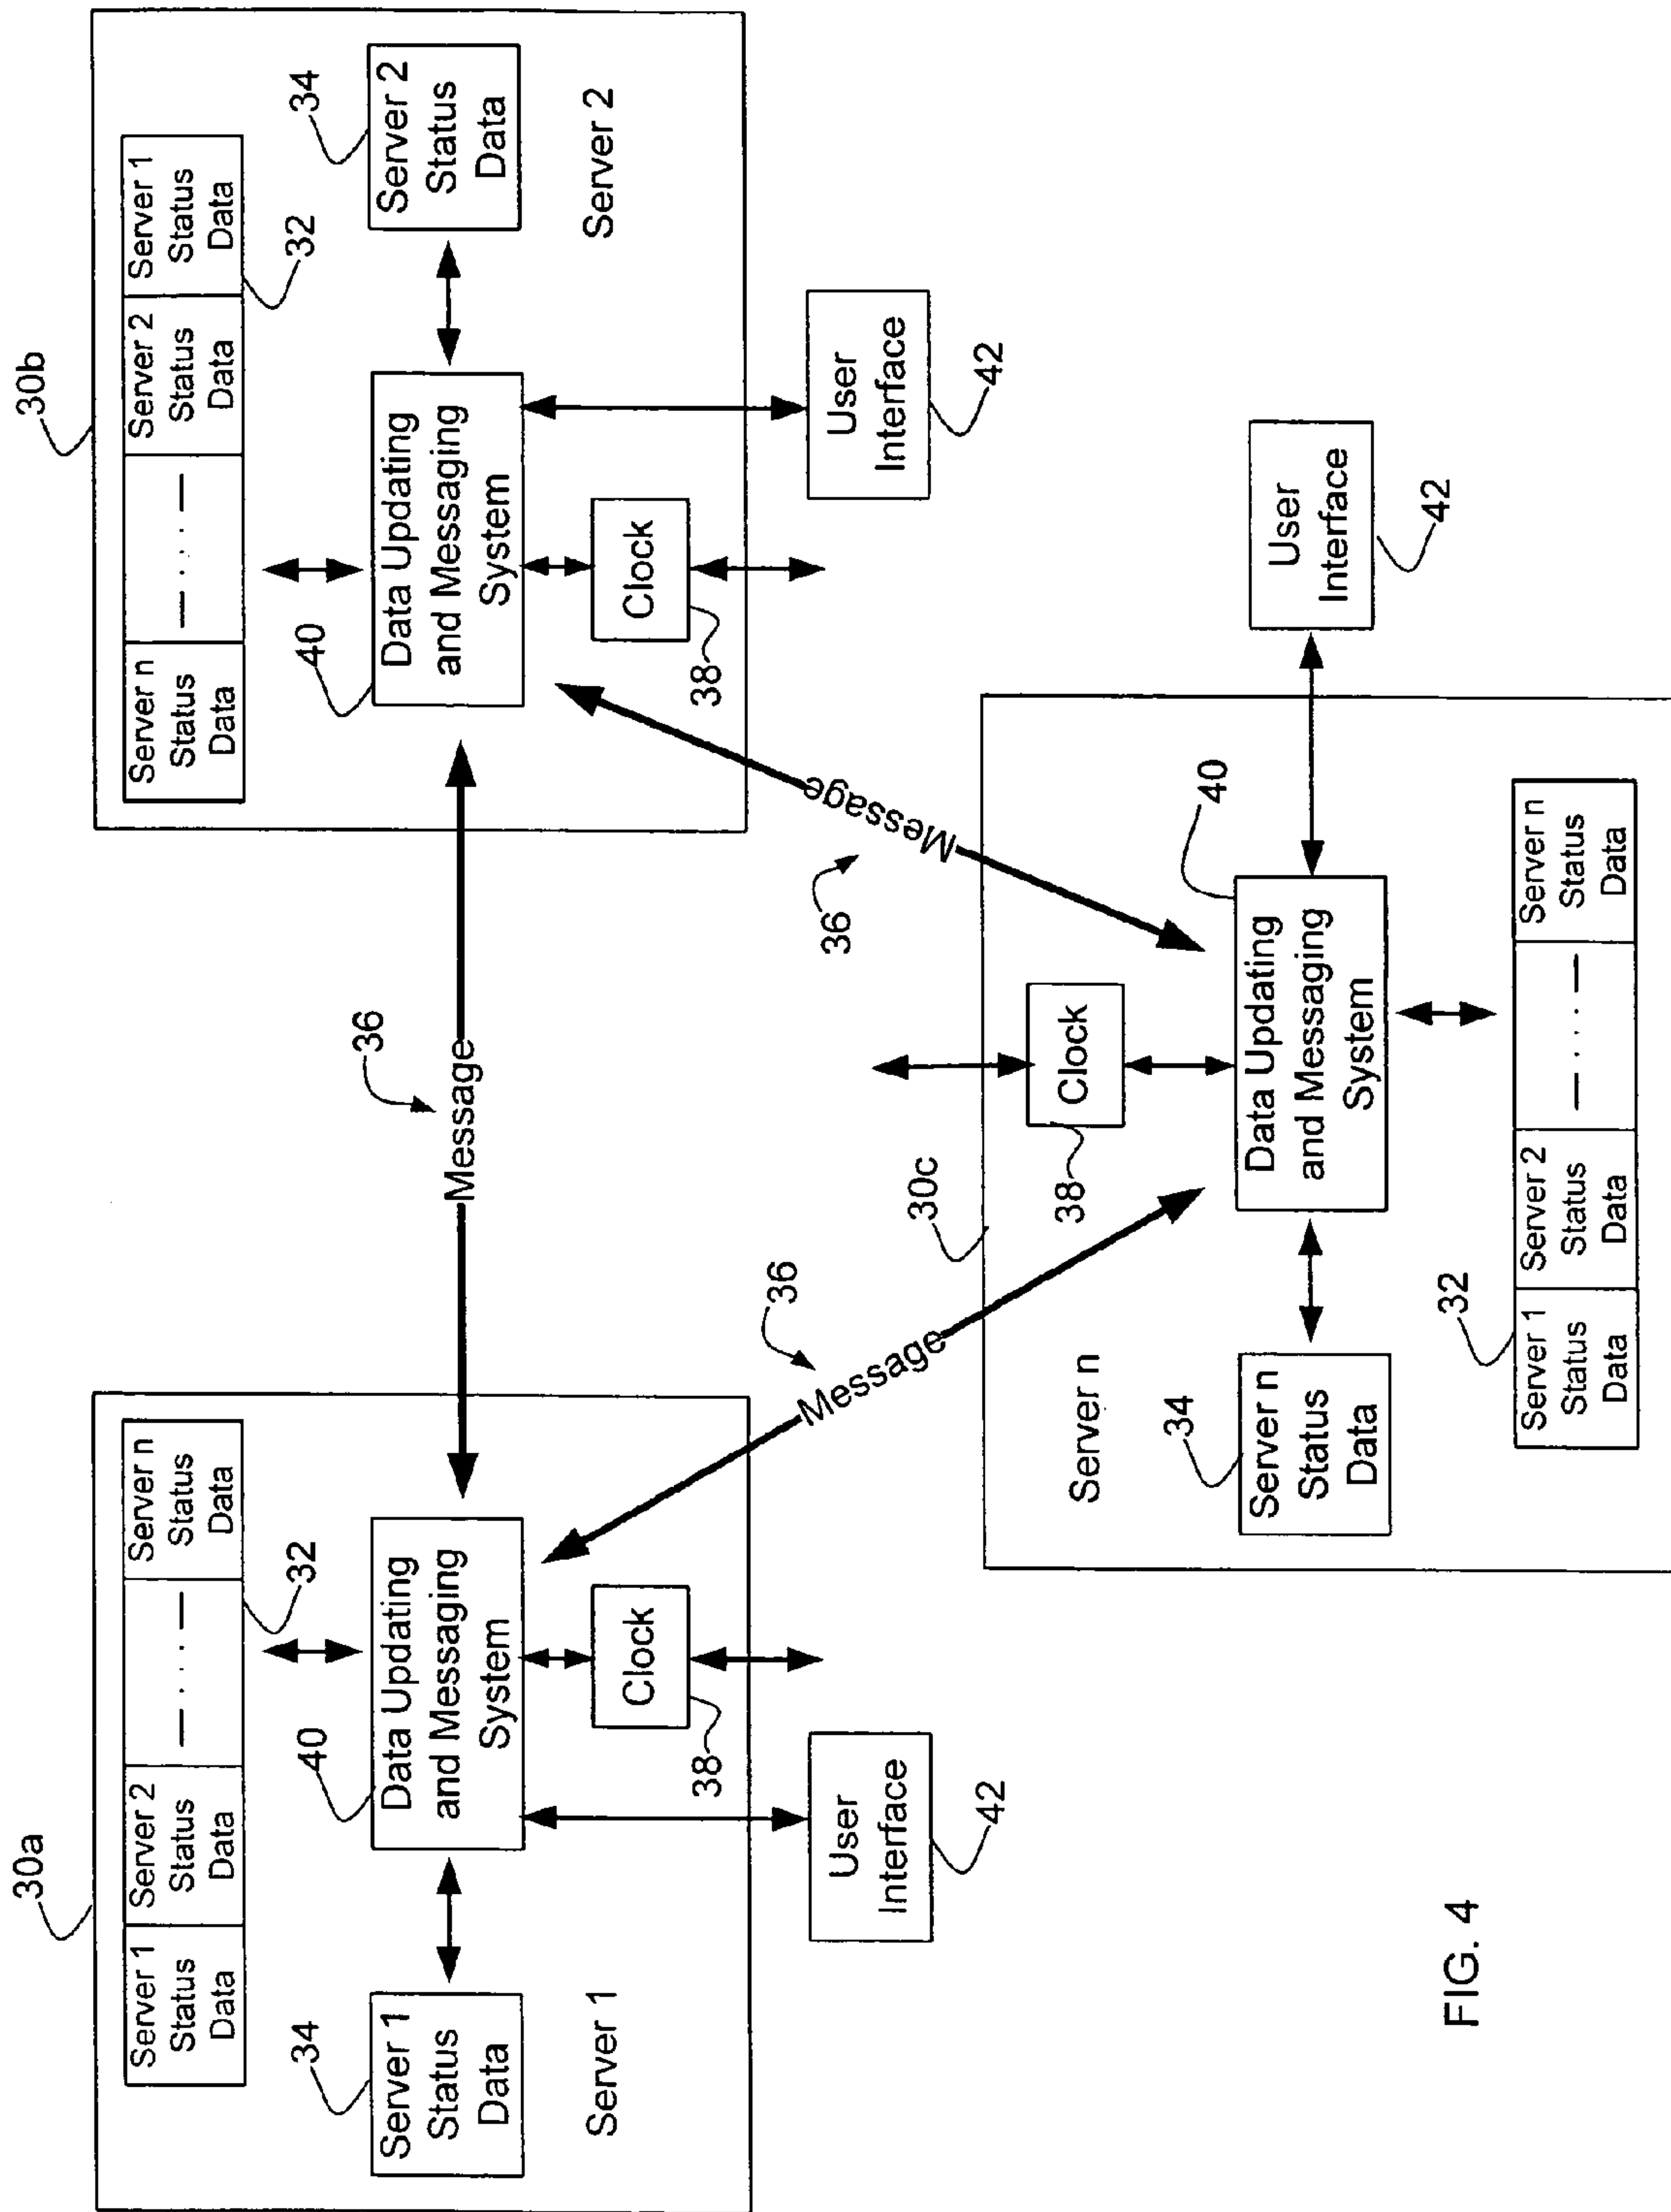 30a
Server 1
Status
Data
Server 2
Status
Data
— . . . —
Server n
Status
Data
32
34
Server 1
Status
Data
40
Data Updating
and Messaging
System
38
Clock
Server 1
User
Interface
42
36
Message
30b
Server n
Status
Data
— . . . —
Server 2
Status
Data
Server 1
Status
Data
32
40
Data Updating
and Messaging
System
34
Server 2
Status
Data
38
Clock
Server 2
User
Interface
42
36
Message
36
Message
30c
Server n
38
Clock
34
Server n
Status
Data
40
Data Updating
and Messaging
System
User
Interface
42
32
Server 1
Status
Data
Server 2
Status
Data
— . . . —
Server n
Status
Data
FIG. 4